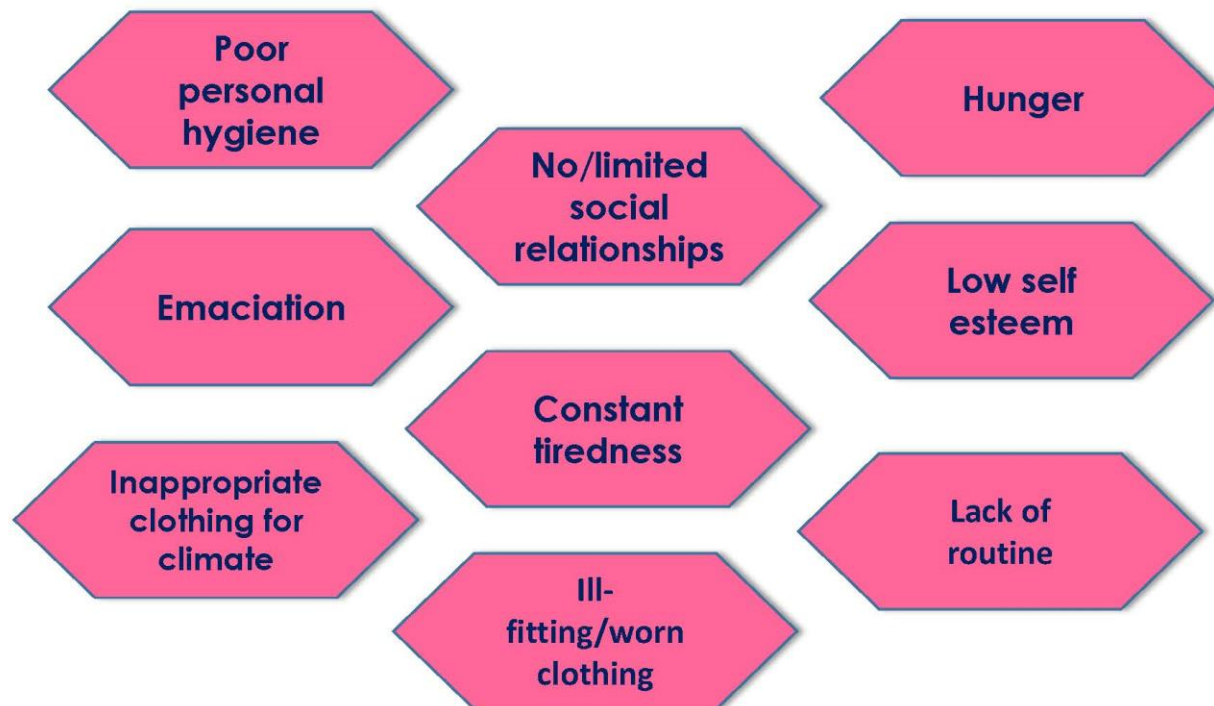 Poor
personal
hygiene
Hunger
No/limited
social
relationships
Emaciation
Low self
esteem
Constant
tiredness
Inappropriate
clothing for
climate
Lack of
routine
Ill-
fitting/worn
clothing